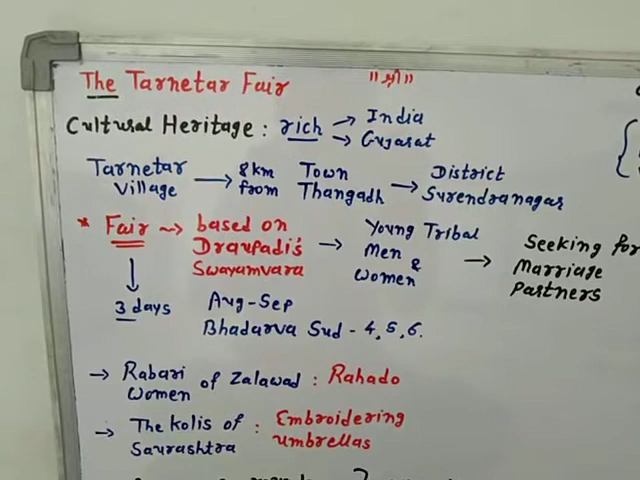 The Tarnetar Fair "श्री"
Cultural Heritage : rich → India
→ Gujarat
Tarnetar Village → 8km from Town Thangadh → District Surendranagar
* Fair ⇝ based on Draupadi's Swayamvara → Young Tribal Men & Women → Seeking for Marriage Partners
↓
3 days Aug-Sep
Bhadarva Sud - 4, 5, 6.
→ Rabari Women of Zalawad : Rahado
→ The Kolis of Saurashtra : Embroidering umbrellas